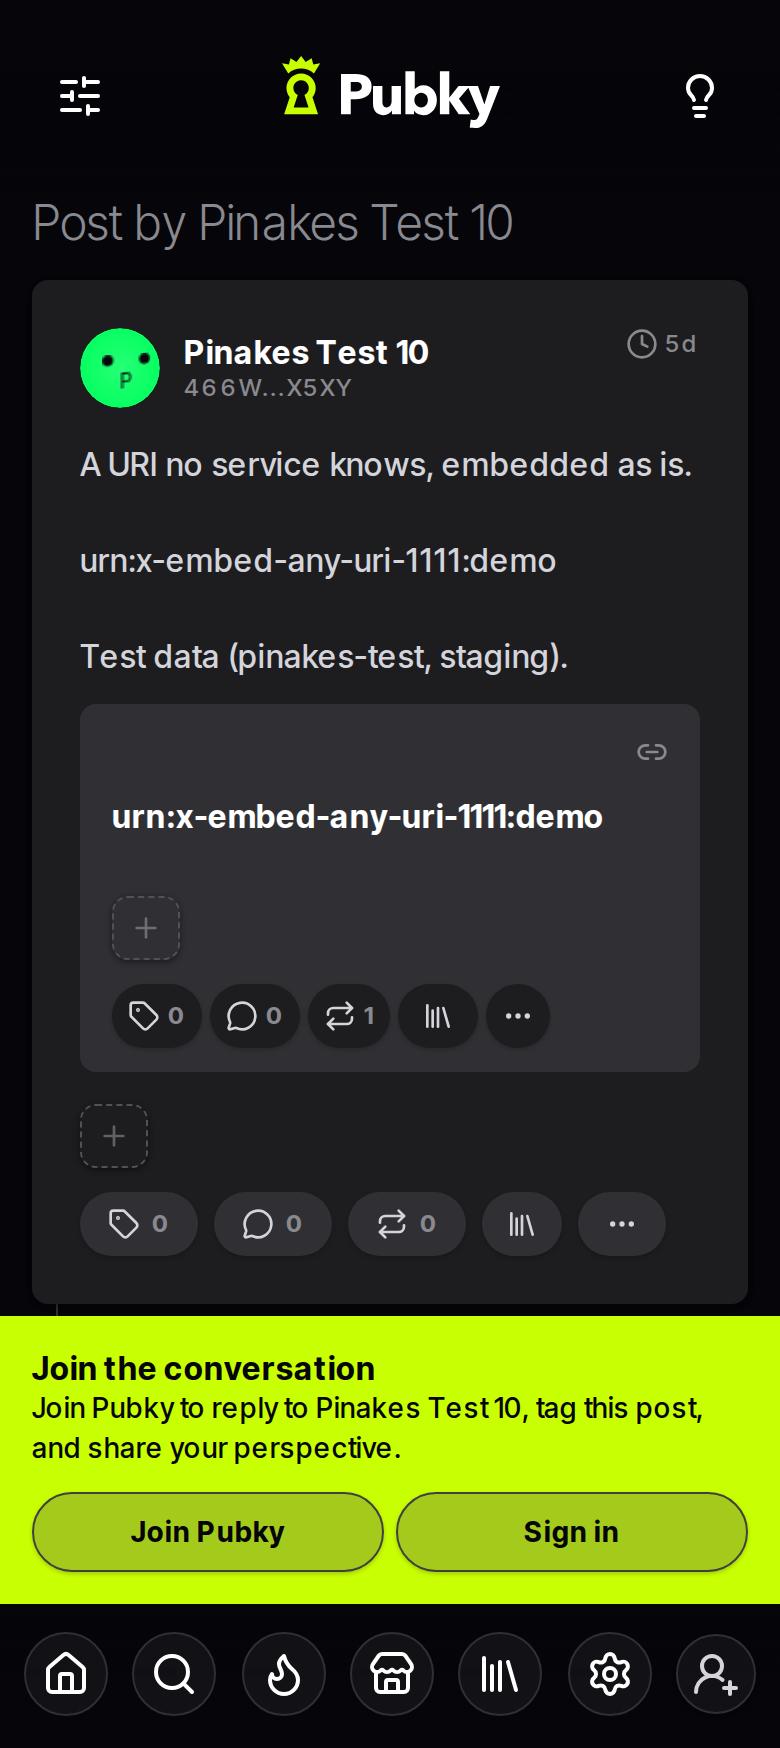 Pubky
Post by Pinakes Test 10
Pinakes Test 10
5d
466W...X5XY
A URI no service knows, embedded as is.
urn:x-embed-any-uri-1111:demo
Test data (pinakes-test, staging).
urn:x-embed-any-uri-1111:demo
0 0 1
0 0 0
Join the conversation
Join Pubky to reply to Pinakes Test 10, tag this post,
and share your perspective.
Join Pubky Sign in